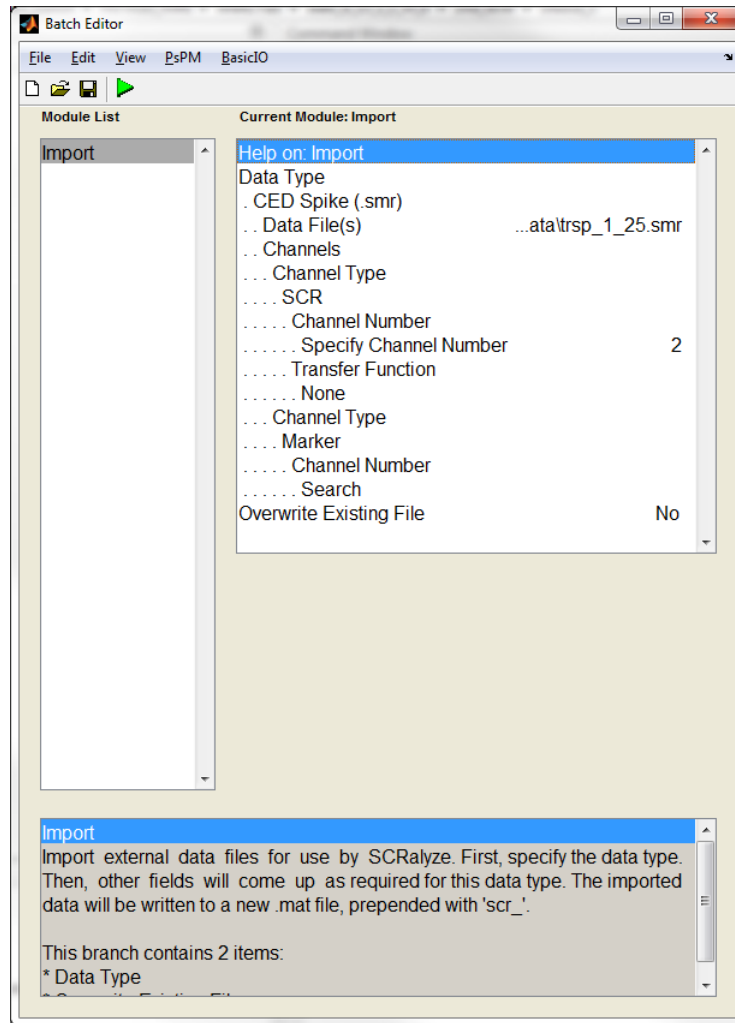 Batch Editor
File Edit View PsPM BasicIO
Module List
Current Module: Import
Import
Help on: Import
Data Type
. CED Spike (.smr)
. . Data File(s) ...ata\trsp_1_25.smr
. . Channels
. . . Channel Type
. . . . SCR
. . . . . Channel Number
. . . . . . Specify Channel Number 2
. . . . . Transfer Function
. . . . . . None
. . . Channel Type
. . . . Marker
. . . . . Channel Number
. . . . . . Search
Overwrite Existing File No
Import
Import external data files for use by SCRalyze. First, specify the data type.
Then, other fields will come up as required for this data type. The imported
data will be written to a new .mat file, prepended with 'scr_'.
This branch contains 2 items:
* Data Type